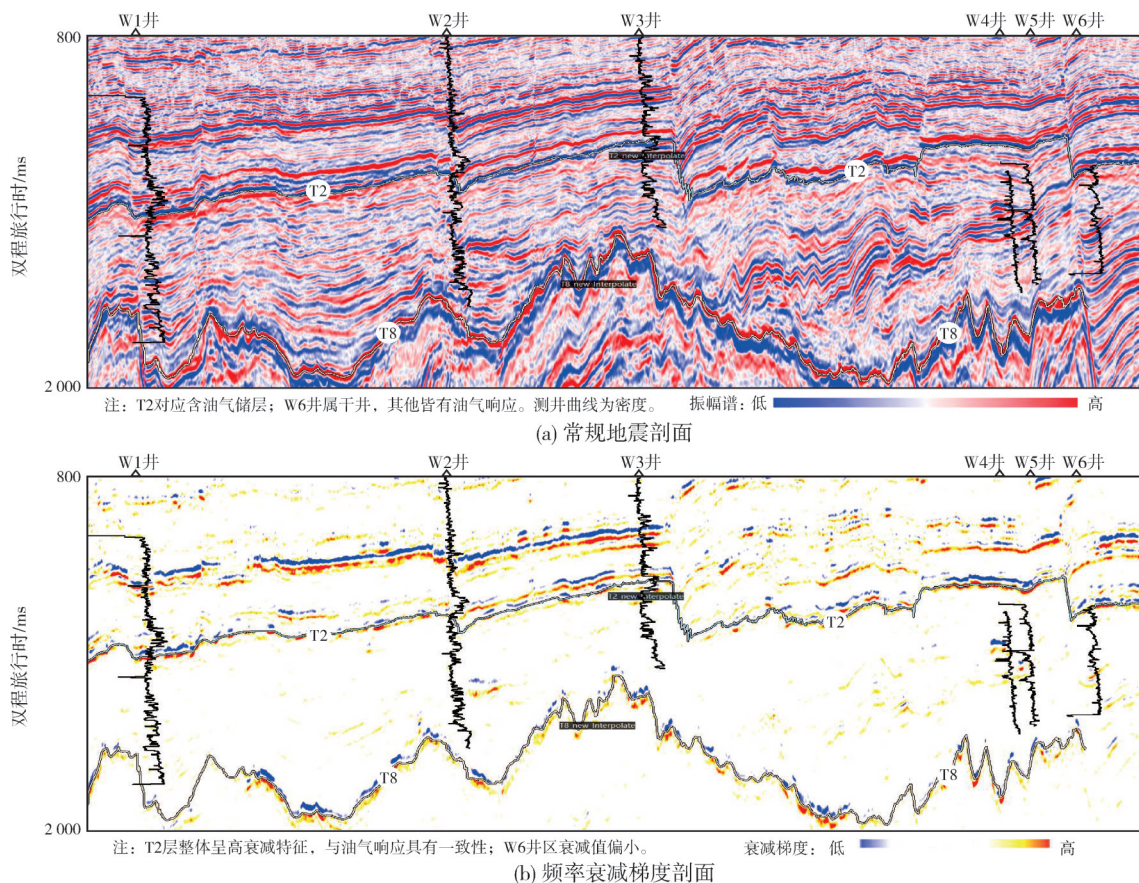 W1井 W2井 W3井 W4井 W5井 W6井
800
T2 new Interpolate
T2 T2
双程旅行时/ms
T8 new Interpolate
T8 T8
2 000
注：T2对应含油气储层；W6井属干井，其他皆有油气响应。测井曲线为密度。 振幅谱：低 高
(a) 常规地震剖面
W1井 W2井 W3井 W4井 W5井 W6井
800
T2 new Interpolate
T2 T2
双程旅行时/ms
T8 new Interpolate
T8 T8
2 000
注：T2层整体呈高衰减特征，与油气响应具有一致性；W6井区衰减值偏小。 衰减梯度：低 高
(b) 频率衰减梯度剖面